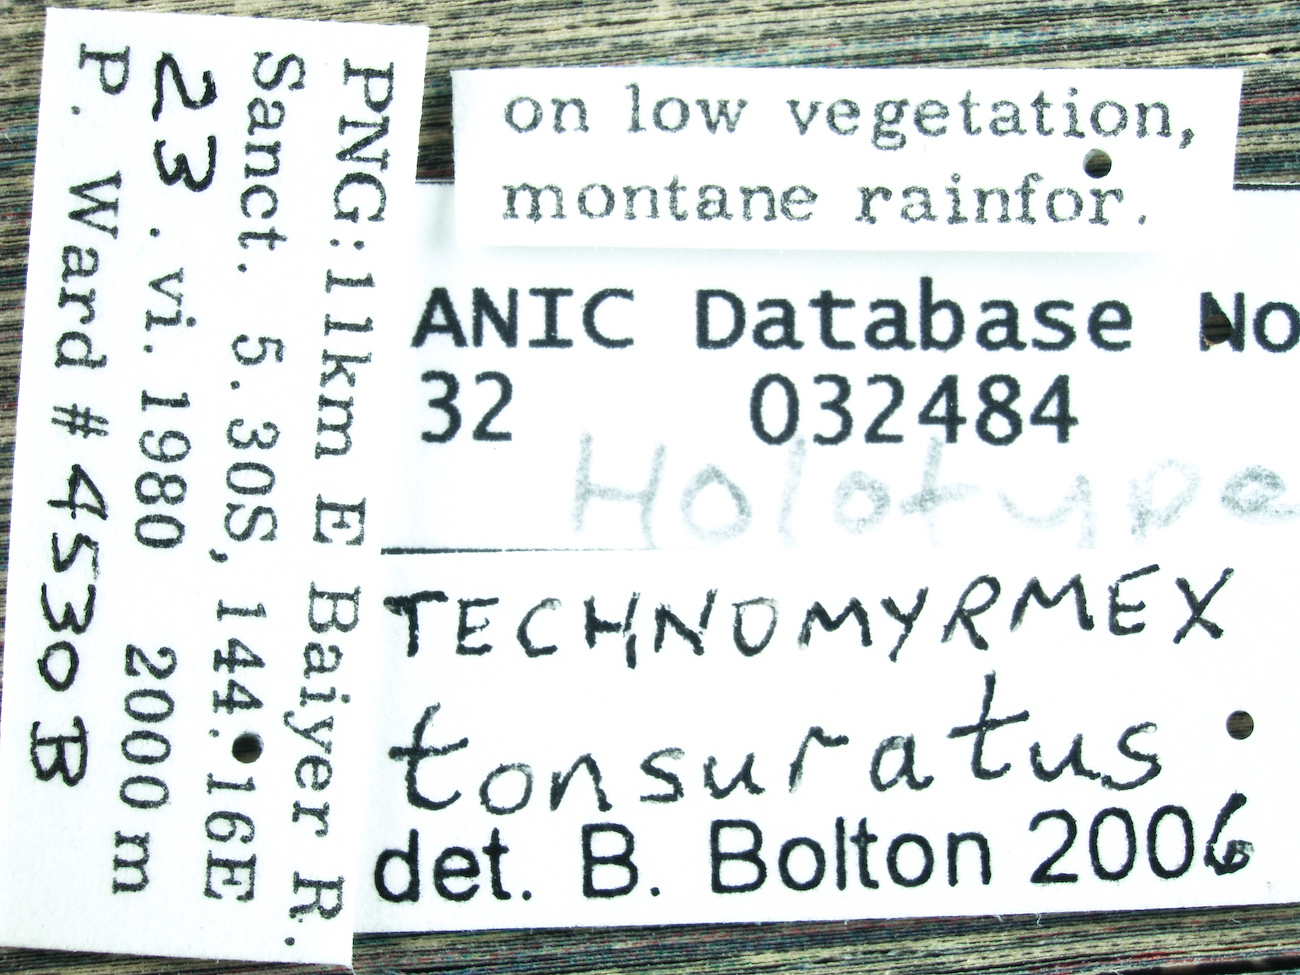 PNG:11km E Baiyer R.
Sanct. 5.30S, 144.16E
23 . vi. 1980 2000m
P. Ward # 4530 B
on low vegetation,
montane rainfor.
ANIC Database No
32 032484
Holotype
TECHNOMYRMEX
tonsuratus
det. B. Bolton 2006